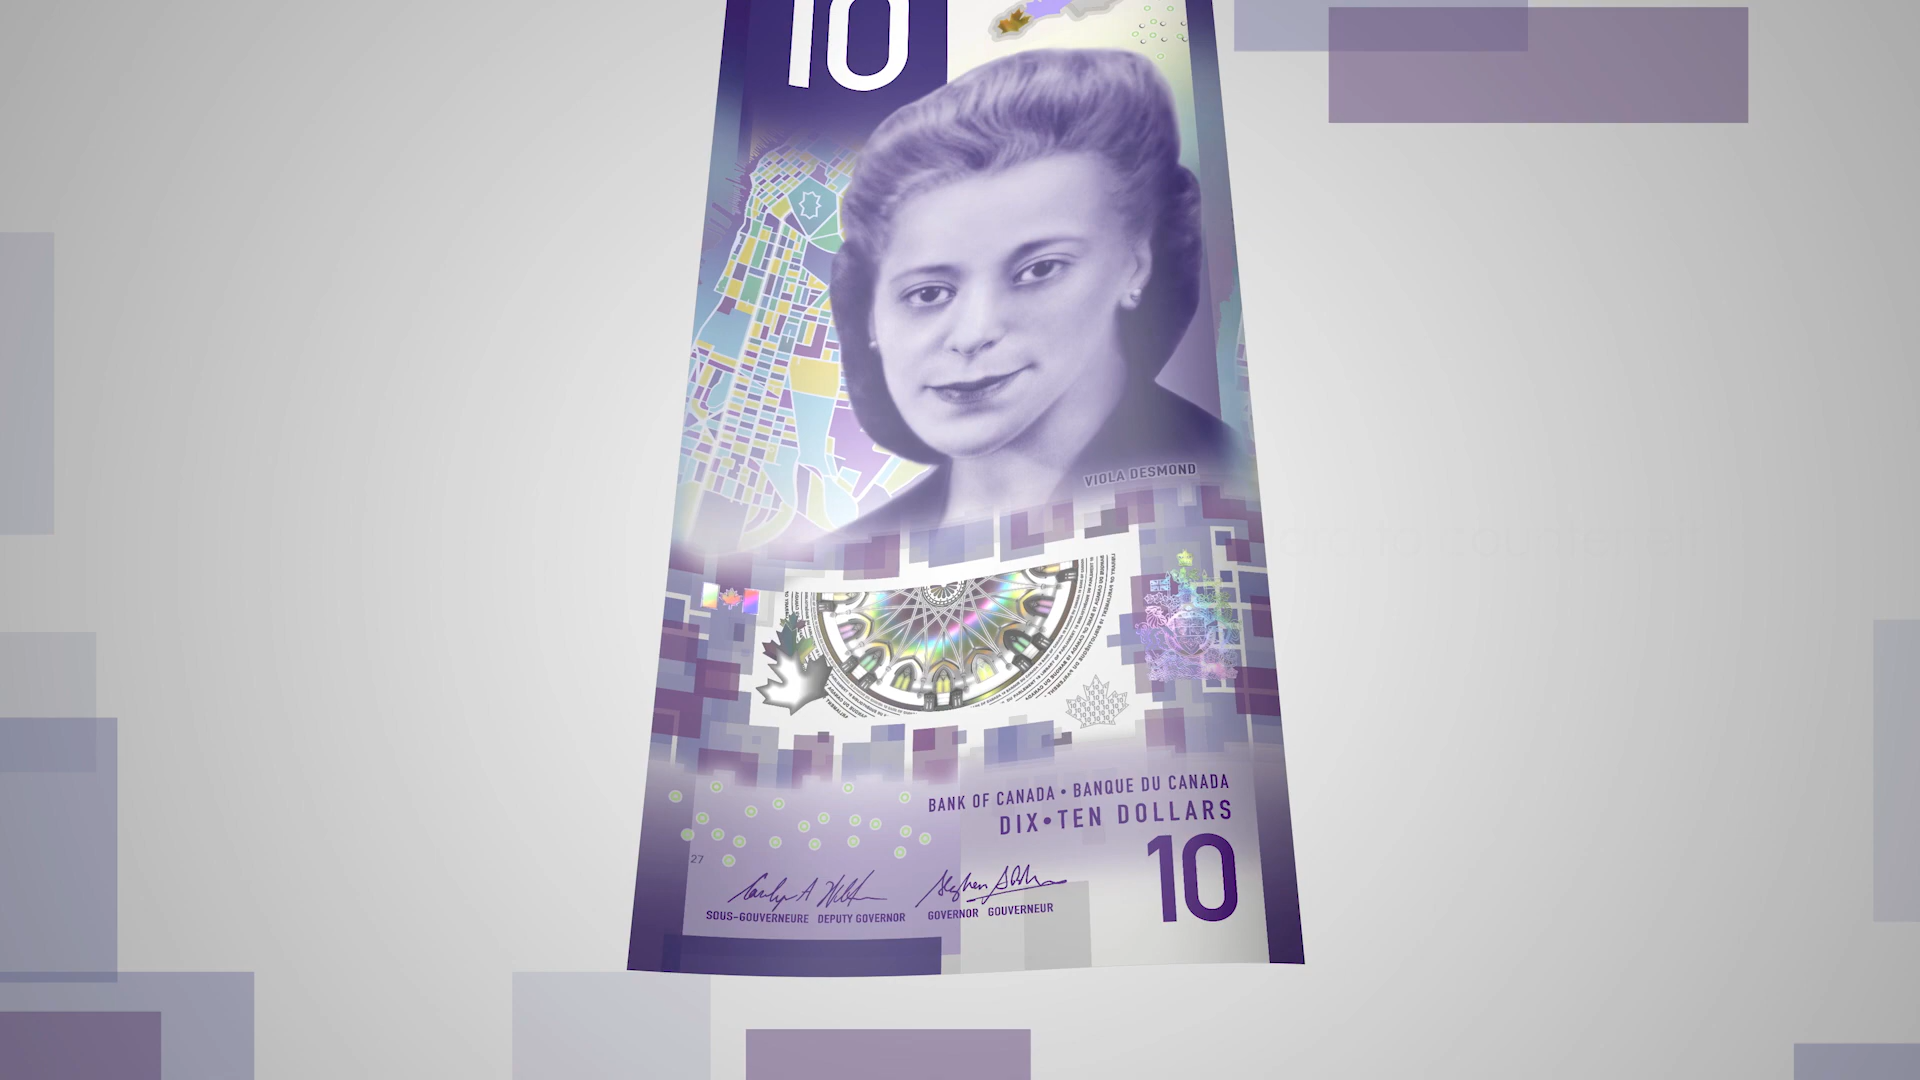 10
VIOLA DESMOND
BANK OF CANADA • BANQUE DU CANADA
DIX•TEN DOLLARS
10
27
SOUS-GOUVERNEURE DEPUTY GOVERNOR
GOVERNOR GOUVERNEUR